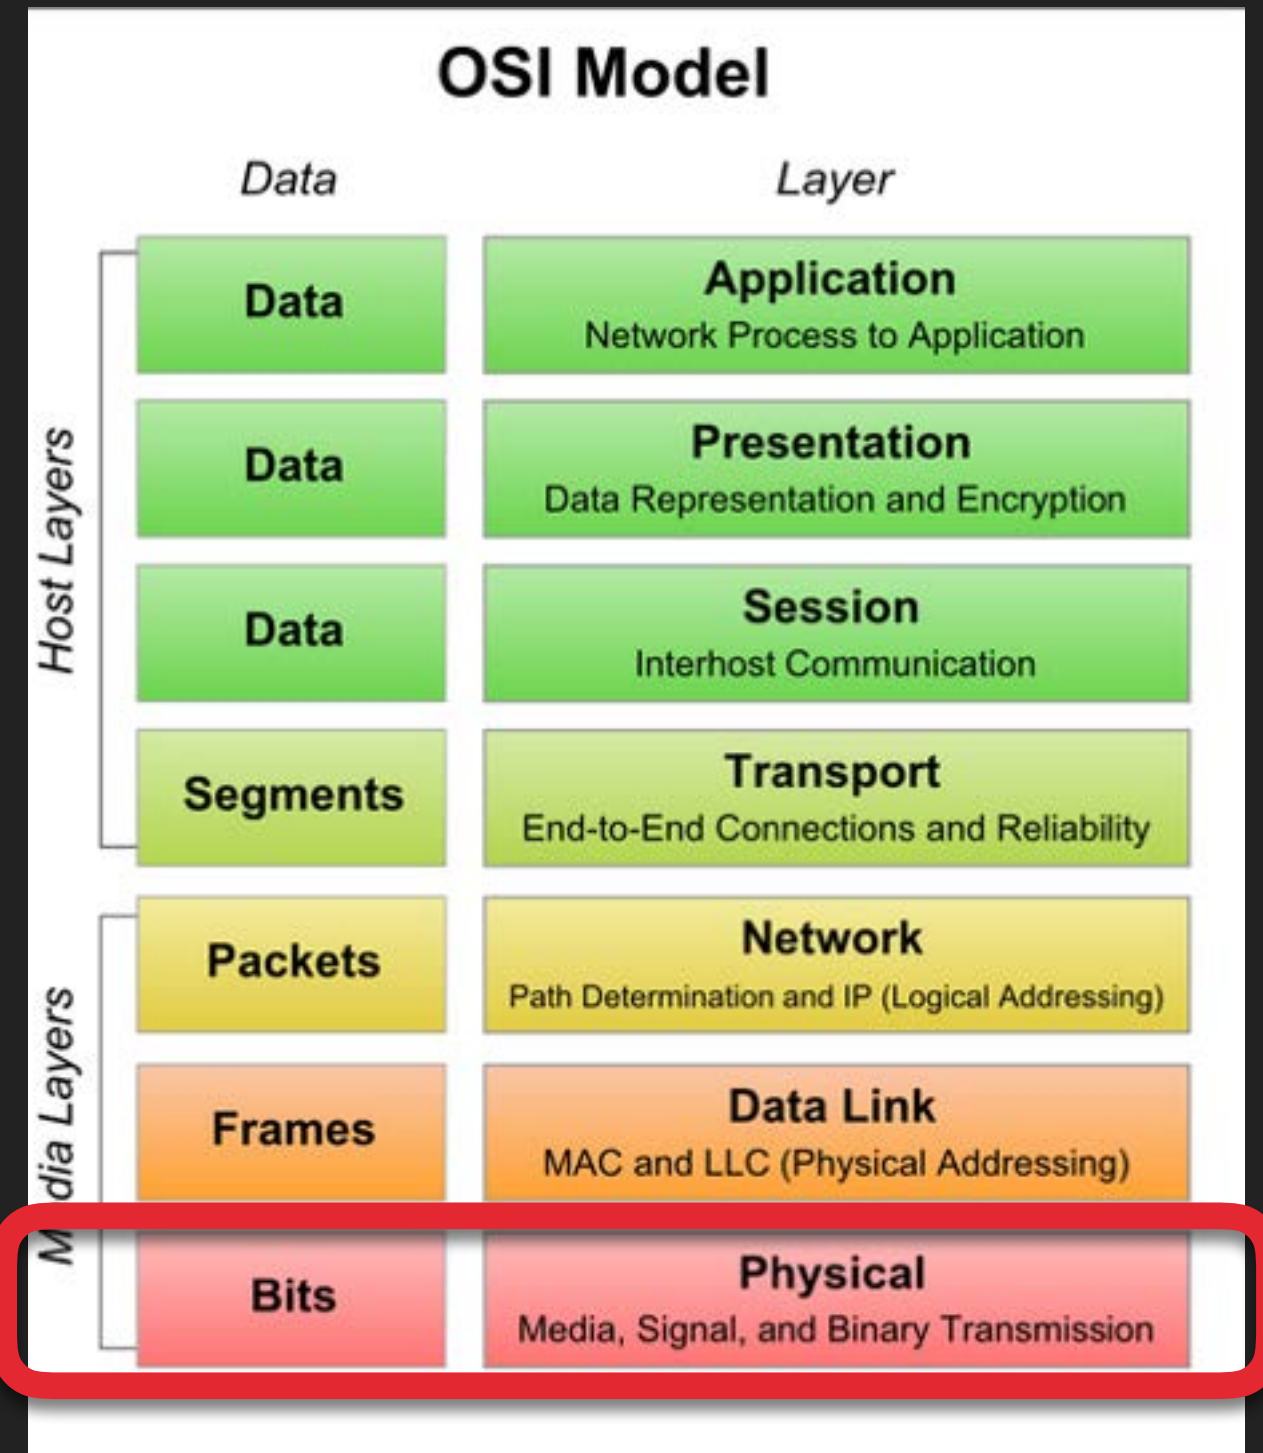 OSI Model
Data
Layer
Host Layers
Data
Application
Network Process to Application
Data
Presentation
Data Representation and Encryption
Data
Session
Interhost Communication
Segments
Transport
End-to-End Connections and Reliability
Media Layers
Packets
Network
Path Determination and IP (Logical Addressing)
Frames
Data Link
MAC and LLC (Physical Addressing)
Bits
Physical
Media, Signal, and Binary Transmission